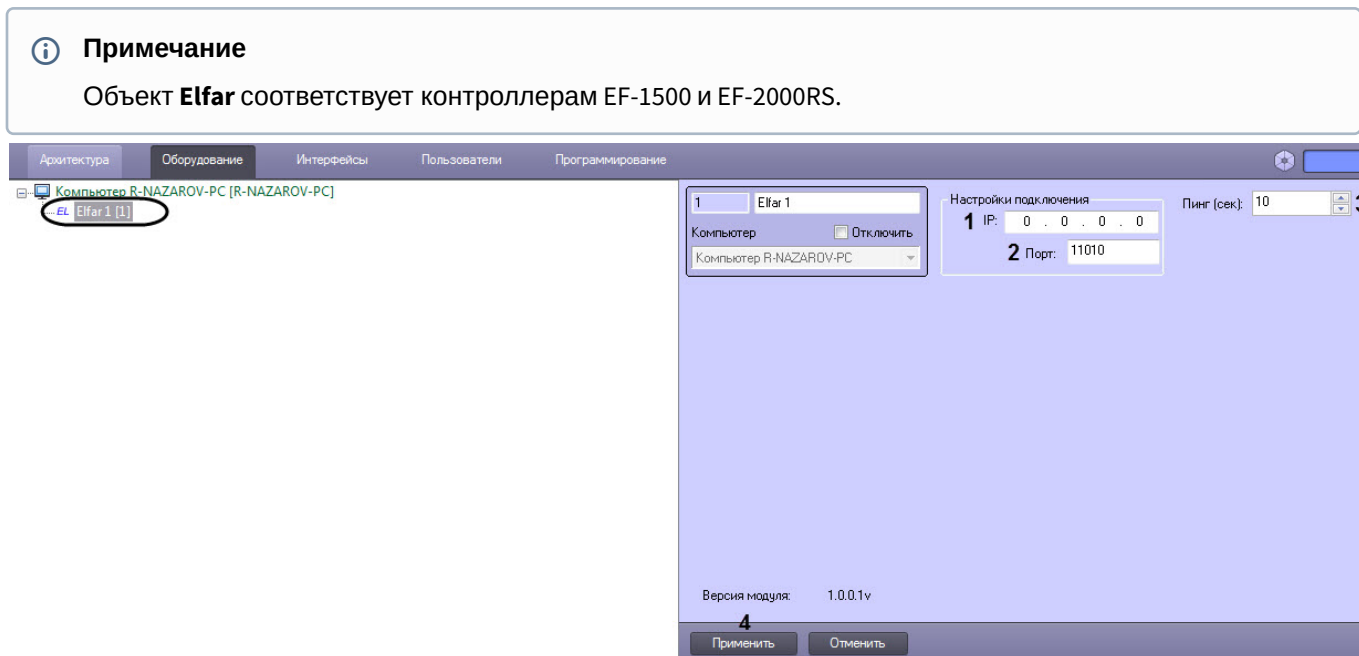 Примечание
Объект Elfar соответствует контроллерам EF-1500 и EF-2000RS.
Архитектура Оборудование Интерфейсы Пользователи Программирование
Компьютер R-NAZAROV-PC [R-NAZAROV-PC]
EL Elfar 1 [1]
1 Elfar 1
Компьютер Отключить
Компьютер R-NAZAROV-PC
Настройки подключения
1 IP: 0 . 0 . 0 . 0
2 Порт: 11010
Пинг (сек): 10 3
Версия модуля: 1.0.0.1v
4
Применить Отменить